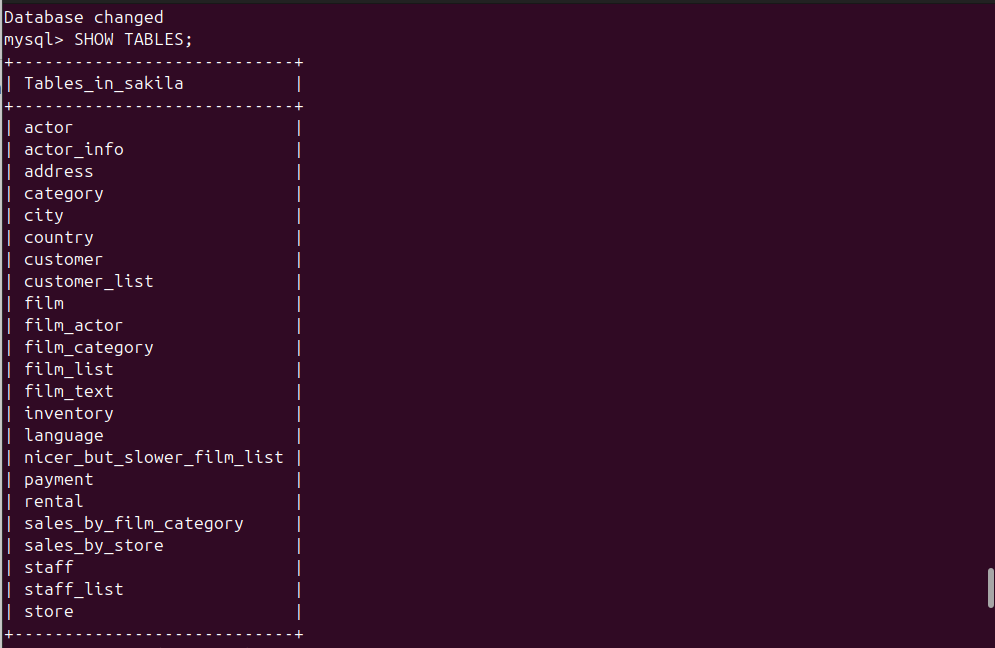 Database changed
mysql> SHOW TABLES;
+----------------------------+
| Tables_in_sakila           |
+----------------------------+
| actor                      |
| actor_info                 |
| address                    |
| category                   |
| city                       |
| country                    |
| customer                   |
| customer_list              |
| film                       |
| film_actor                 |
| film_category              |
| film_list                  |
| film_text                  |
| inventory                  |
| language                   |
| nicer_but_slower_film_list |
| payment                    |
| rental                     |
| sales_by_film_category     |
| sales_by_store             |
| staff                      |
| staff_list                 |
| store                      |
+----------------------------+